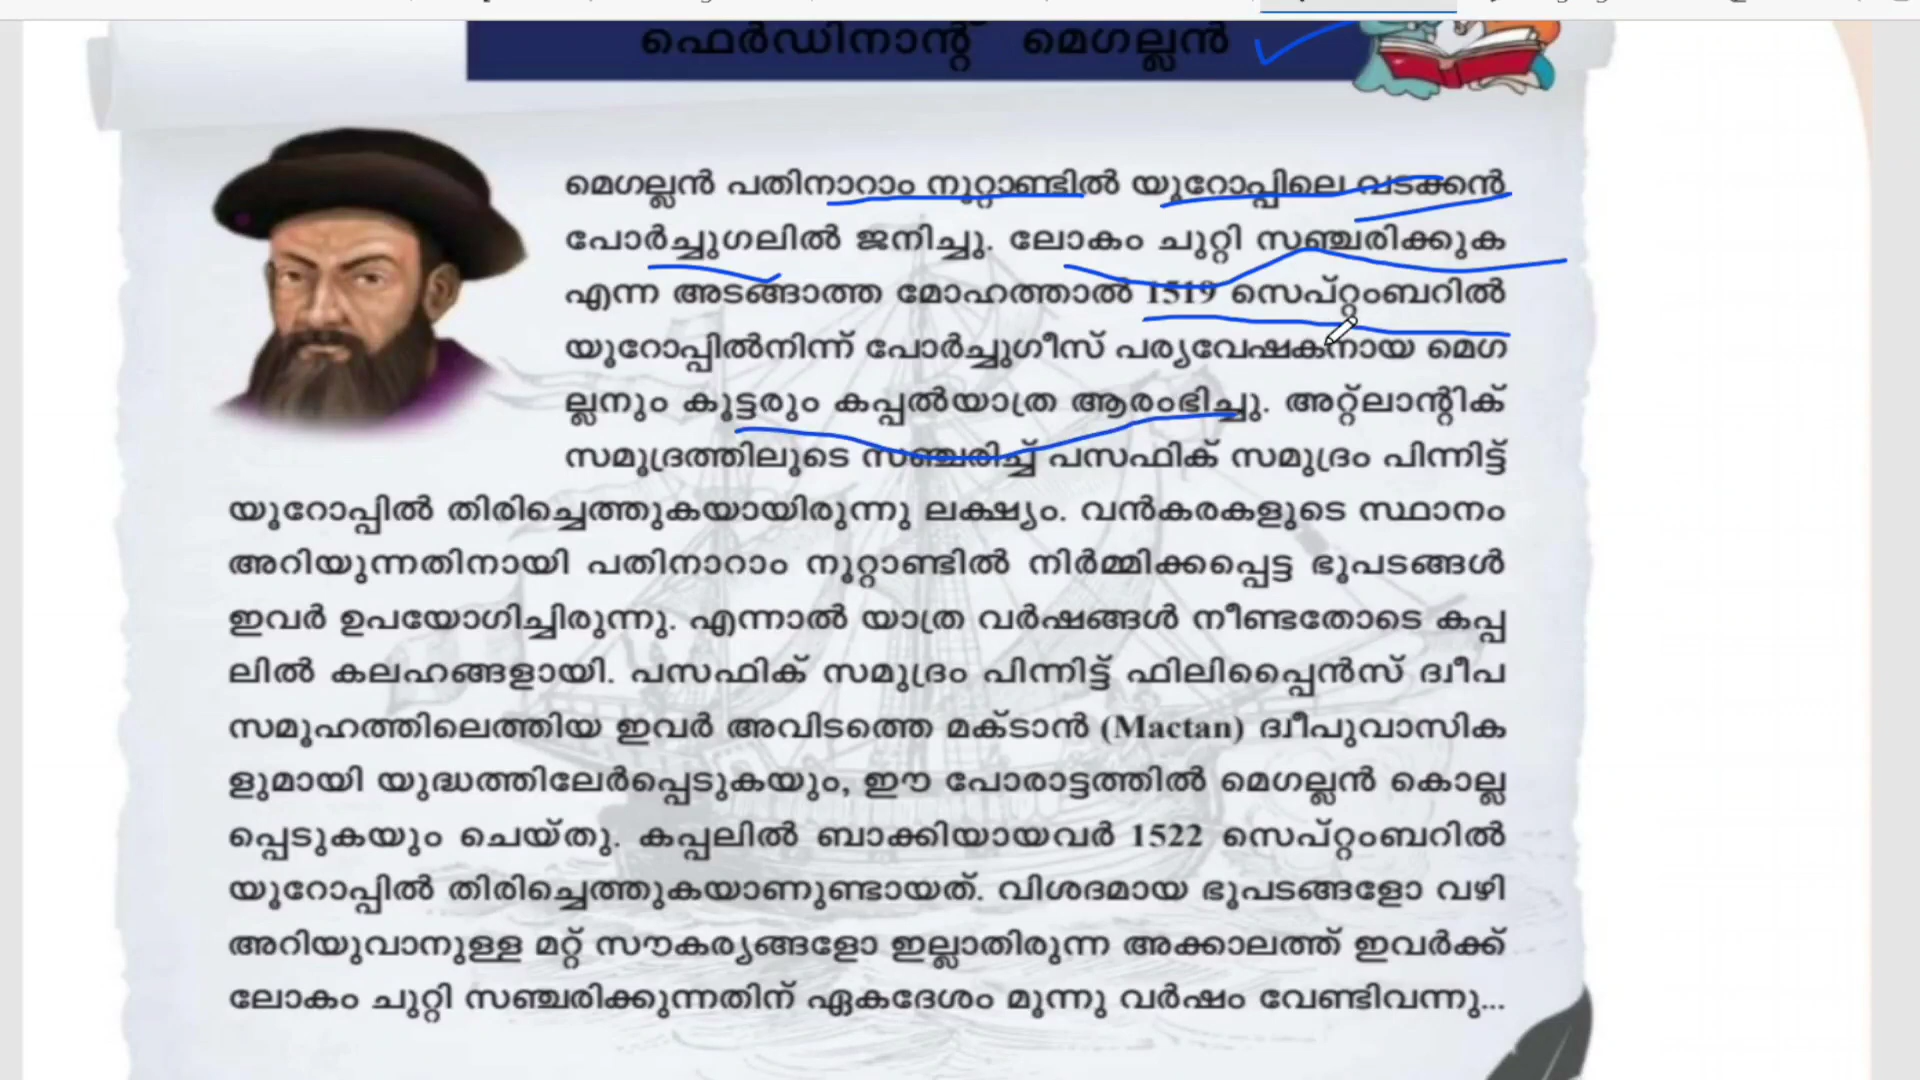 ഫെർഡിനാന്റ് മെഗല്ലൻ
മെഗല്ലൻ പതിനാറാം നൂറ്റാണ്ടിൽ യൂറോപ്പിലെ വടക്കൻ
പോർച്ചുഗലിൽ ജനിച്ചു. ലോകം ചുറ്റി സഞ്ചരിക്കുക
എന്ന അടങ്ങാത്ത മോഹത്താൽ 1519 സെപ്റ്റംബറിൽ
യൂറോപ്പിൽനിന്ന് പോർച്ചുഗീസ് പര്യവേഷകനായ മെഗ
ല്ലനും കൂട്ടരും കപ്പൽയാത്ര ആരംഭിച്ചു. അറ്റ്ലാന്റിക്
സമുദ്രത്തിലൂടെ സഞ്ചരിച്ച് പസഫിക് സമുദ്രം പിന്നിട്ട്
യൂറോപ്പിൽ തിരിച്ചെത്തുകയായിരുന്നു ലക്ഷ്യം. വൻകരകളുടെ സ്ഥാനം
അറിയുന്നതിനായി പതിനാറാം നൂറ്റാണ്ടിൽ നിർമ്മിക്കപ്പെട്ട ഭൂപടങ്ങൾ
ഇവർ ഉപയോഗിച്ചിരുന്നു. എന്നാൽ യാത്ര വർഷങ്ങൾ നീണ്ടതോടെ കപ്പ
ലിൽ കലഹങ്ങളായി. പസഫിക് സമുദ്രം പിന്നിട്ട് ഫിലിപ്പൈൻസ് ദ്വീപ
സമൂഹത്തിലെത്തിയ ഇവർ അവിടത്തെ മക്ടാൻ (Mactan) ദ്വീപുവാസിക
ളുമായി യുദ്ധത്തിലേർപ്പെടുകയും, ഈ പോരാട്ടത്തിൽ മെഗല്ലൻ കൊല്ല
പ്പെടുകയും ചെയ്തു. കപ്പലിൽ ബാക്കിയായവർ 1522 സെപ്റ്റംബറിൽ
യൂറോപ്പിൽ തിരിച്ചെത്തുകയാണുണ്ടായത്. വിശദമായ ഭൂപടങ്ങളോ വഴി
അറിയുവാനുള്ള മറ്റ് സൗകര്യങ്ങളോ ഇല്ലാതിരുന്ന അക്കാലത്ത് ഇവർക്ക്
ലോകം ചുറ്റി സഞ്ചരിക്കുന്നതിന് ഏകദേശം മൂന്നു വർഷം വേണ്ടിവന്നു...